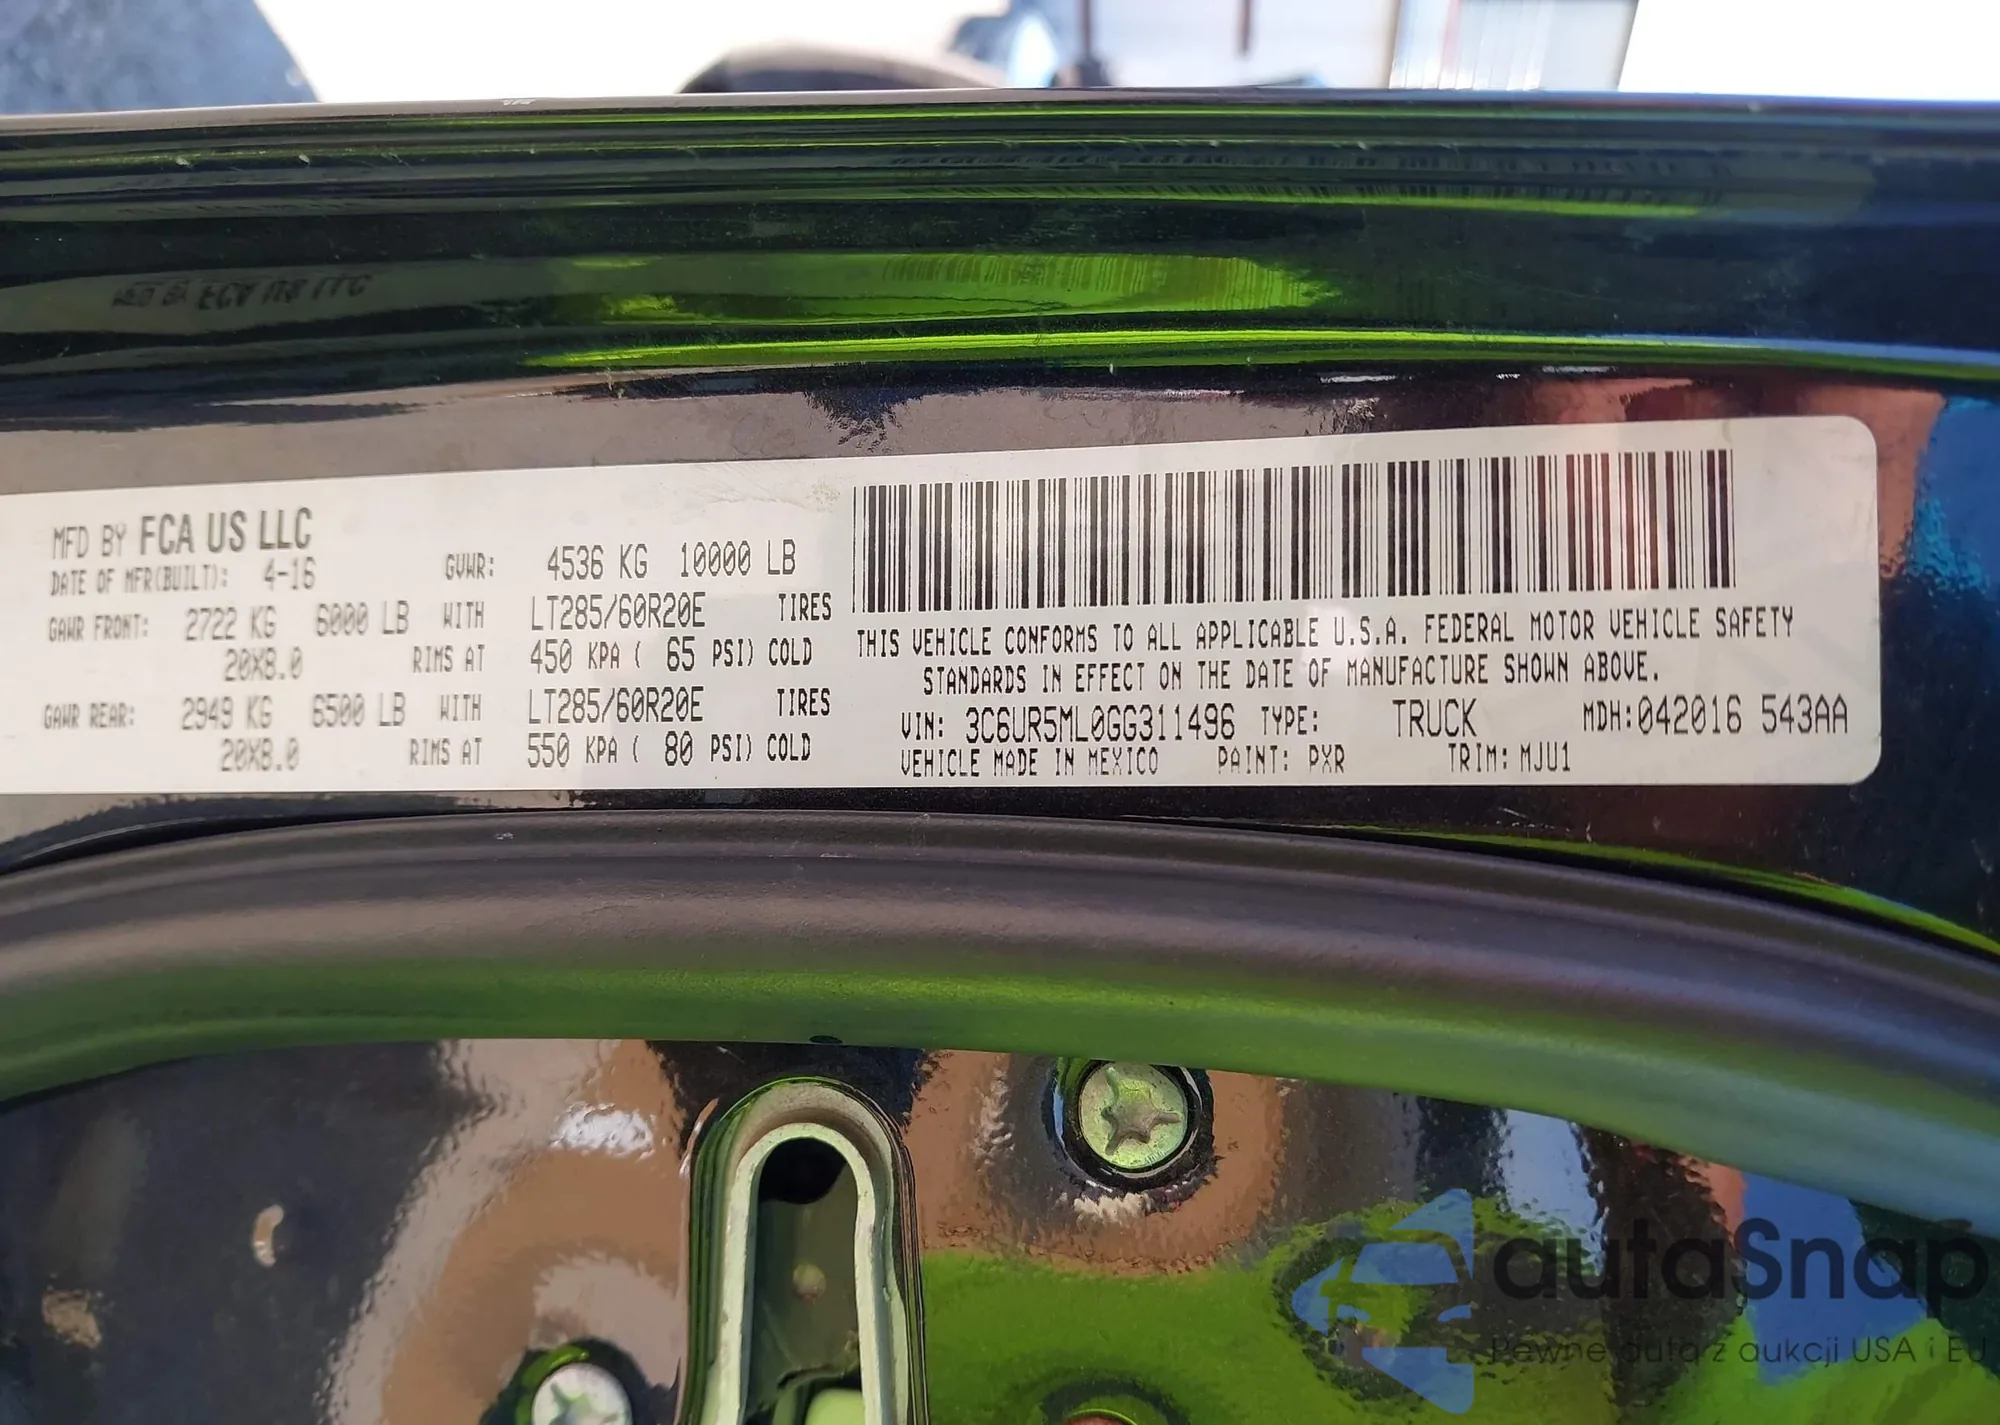 MFD BY FCA US LLC
DATE OF MFR(BUILT): 4-16 GVWR: 4536 KG 10000 LB
GAWR FRONT: 2722 KG 6000 LB WITH LT285/60R20E TIRES
20X8.0 RIMS AT 450 KPA ( 65 PSI) COLD
GAWR REAR: 2949 KG 6500 LB WITH LT285/60R20E TIRES
20X8.0 RIMS AT 550 KPA ( 80 PSI) COLD
THIS VEHICLE CONFORMS TO ALL APPLICABLE U.S.A. FEDERAL MOTOR VEHICLE SAFETY
STANDARDS IN EFFECT ON THE DATE OF MANUFACTURE SHOWN ABOVE.
VIN: 3C6UR5ML0GG311496 TYPE: TRUCK MDH:042016 543AA
VEHICLE MADE IN MEXICO PAINT: PXR TRIM: MJU1
autaSnap
Pewne auta z aukcji USA i EU